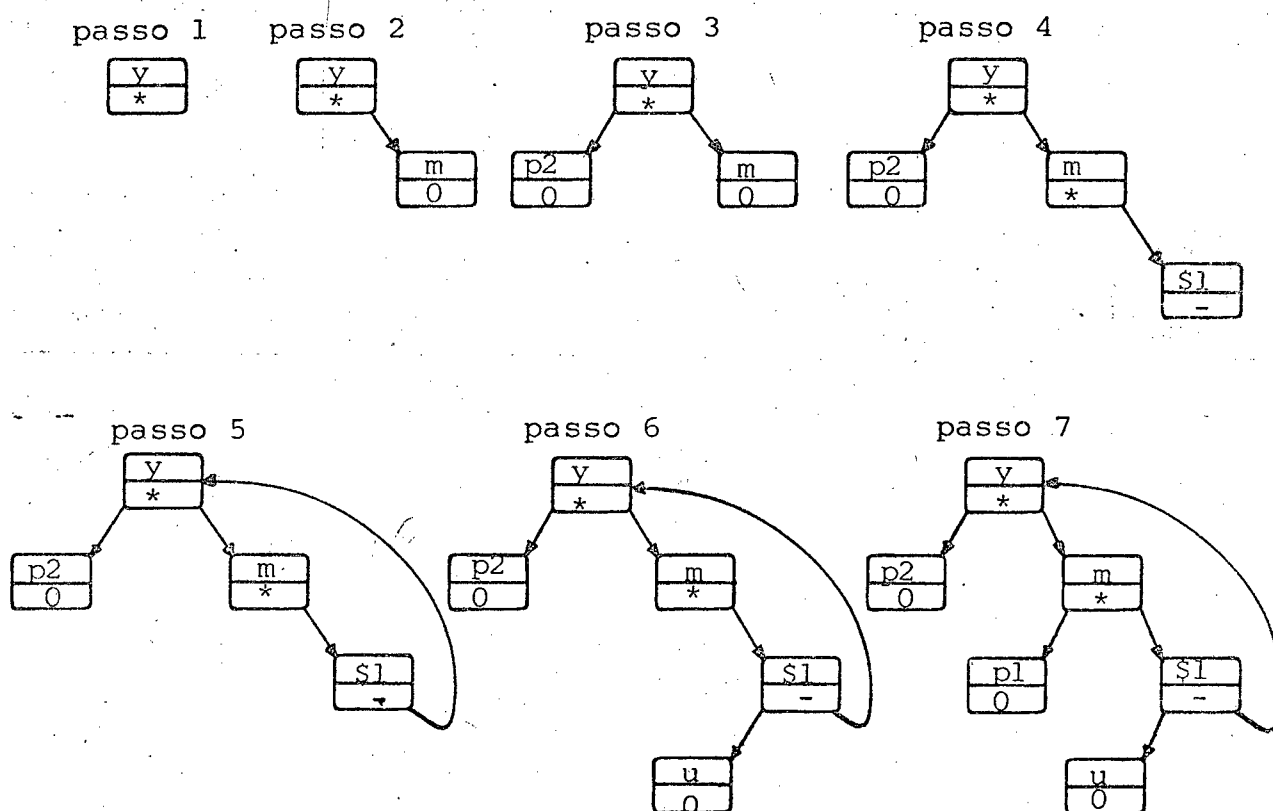 passo 1 passo 2 passo 3 passo 4
y y y y
* * * *
m p2 m p2 m
0 0 0 0 *
$1
-
passo 5 passo 6 passo 7
y y y
* * *
p2 m p2 m p2 m
0 * 0 * 0 *
$1 $1 p1 $1
- - 0 -
u u
0 0